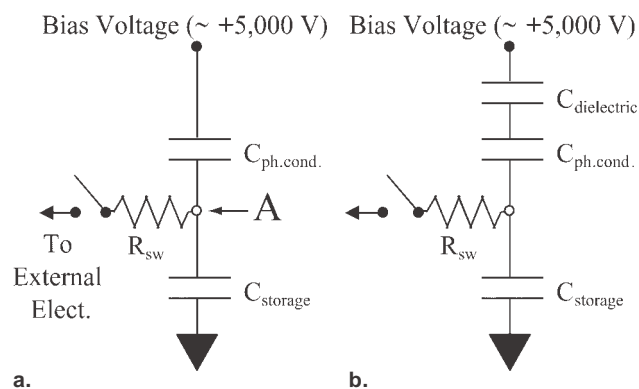 Bias Voltage (~ +5,000 V)
C_ph.cond.
A
R_sw
To
External
Elect.
C_storage
a.
Bias Voltage (~ +5,000 V)
C_dielectric
C_ph.cond.
R_sw
C_storage
b.